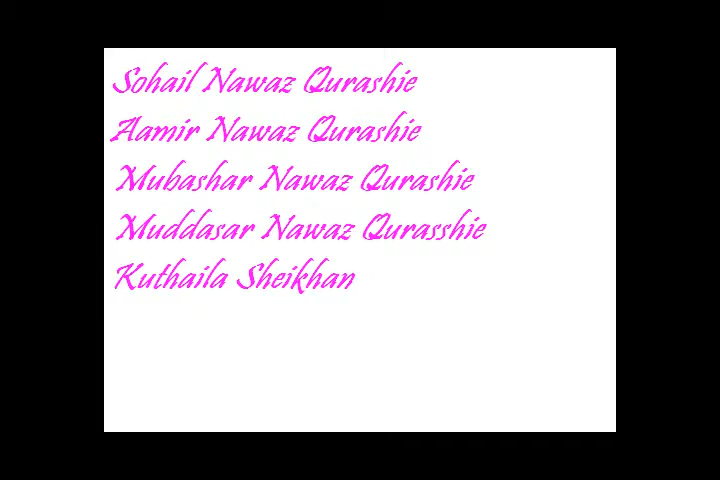 Sohail Nawaz Qurashie
Aamir Nawaz Qurashie
Mubashar Nawaz Qurashie
Muddasar Nawaz Qurasshie
Kuthaila Sheikhan